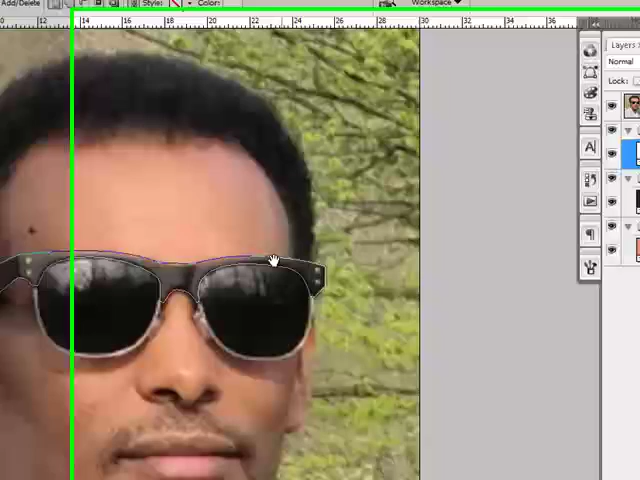 Add/Delete Style: Color: Workspace
12 14 16 18 20 22 24 26 28 30 32 34 36
Layers
Normal
Lock:
A